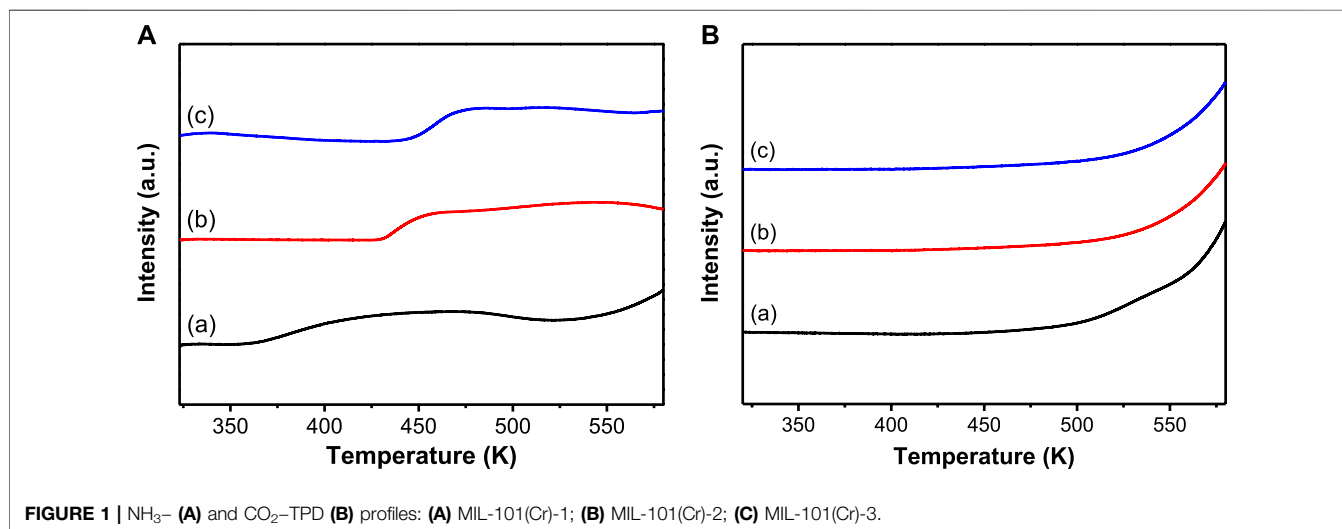 A
B
(c)
(b)
(a)
Intensity (a.u.)
350 400 450 500 550
Temperature (K)
(c)
(b)
(a)
Intensity (a.u.)
350 400 450 500 550
Temperature (K)
FIGURE 1 | NH₃– (A) and CO₂–TPD (B) profiles: (A) MIL-101(Cr)-1; (B) MIL-101(Cr)-2; (C) MIL-101(Cr)-3.